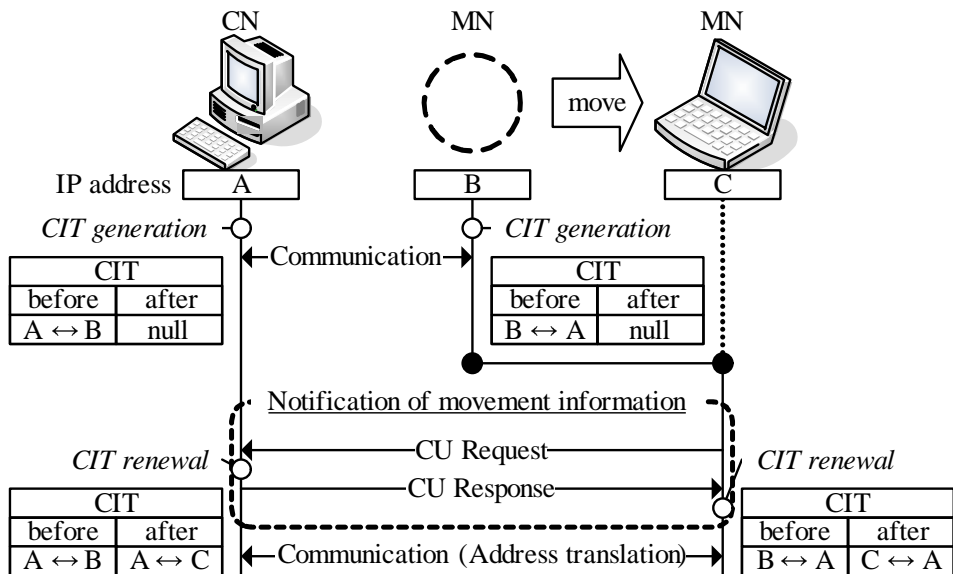 CN
MN
MN
move
IP address
A
B
C
CIT generation
CIT generation
Communication
CIT
before after
A ↔ B null
CIT
before after
B ↔ A null
Notification of movement information
CU Request
CIT renewal
CIT renewal
CU Response
CIT
before after
A ↔ B A ↔ C
CIT
before after
B ↔ A C ↔ A
Communication (Address translation)